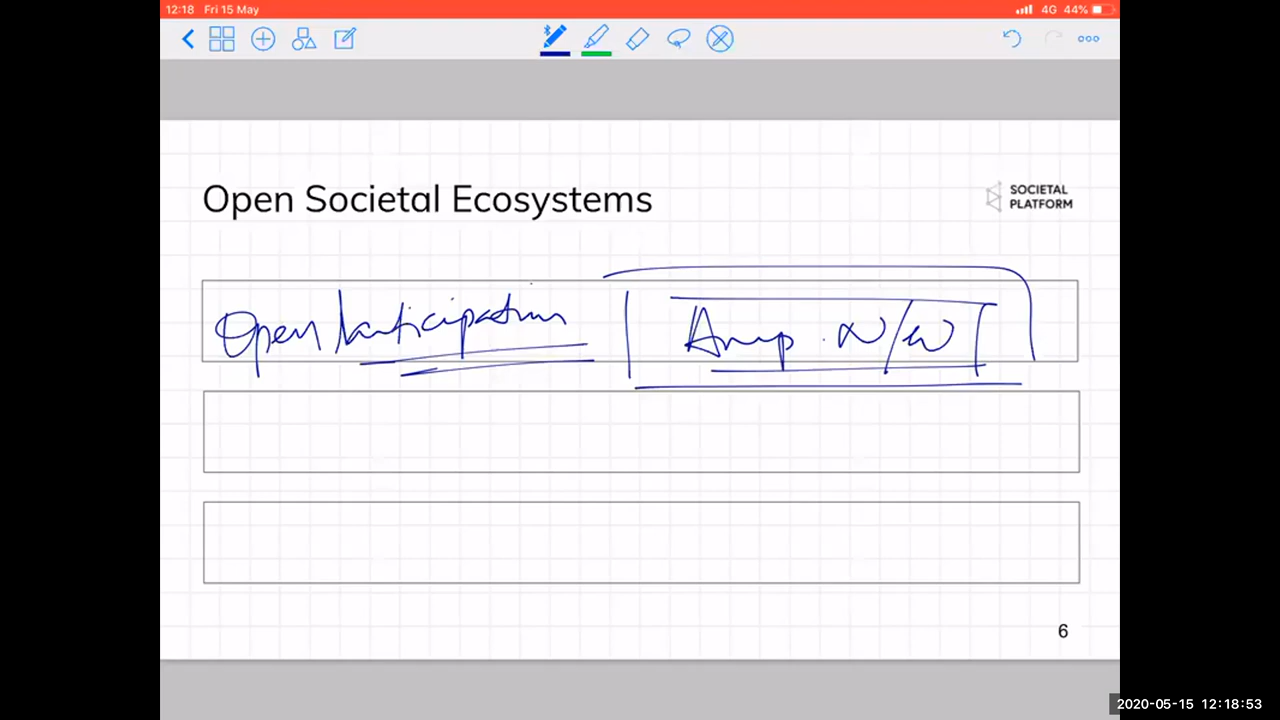 12:18 Fri 15 May 4G 44%
Open Societal Ecosystems
SOCIETAL
PLATFORM
Open Participation Amp. N/W
6
2020-05-15 12:18:53